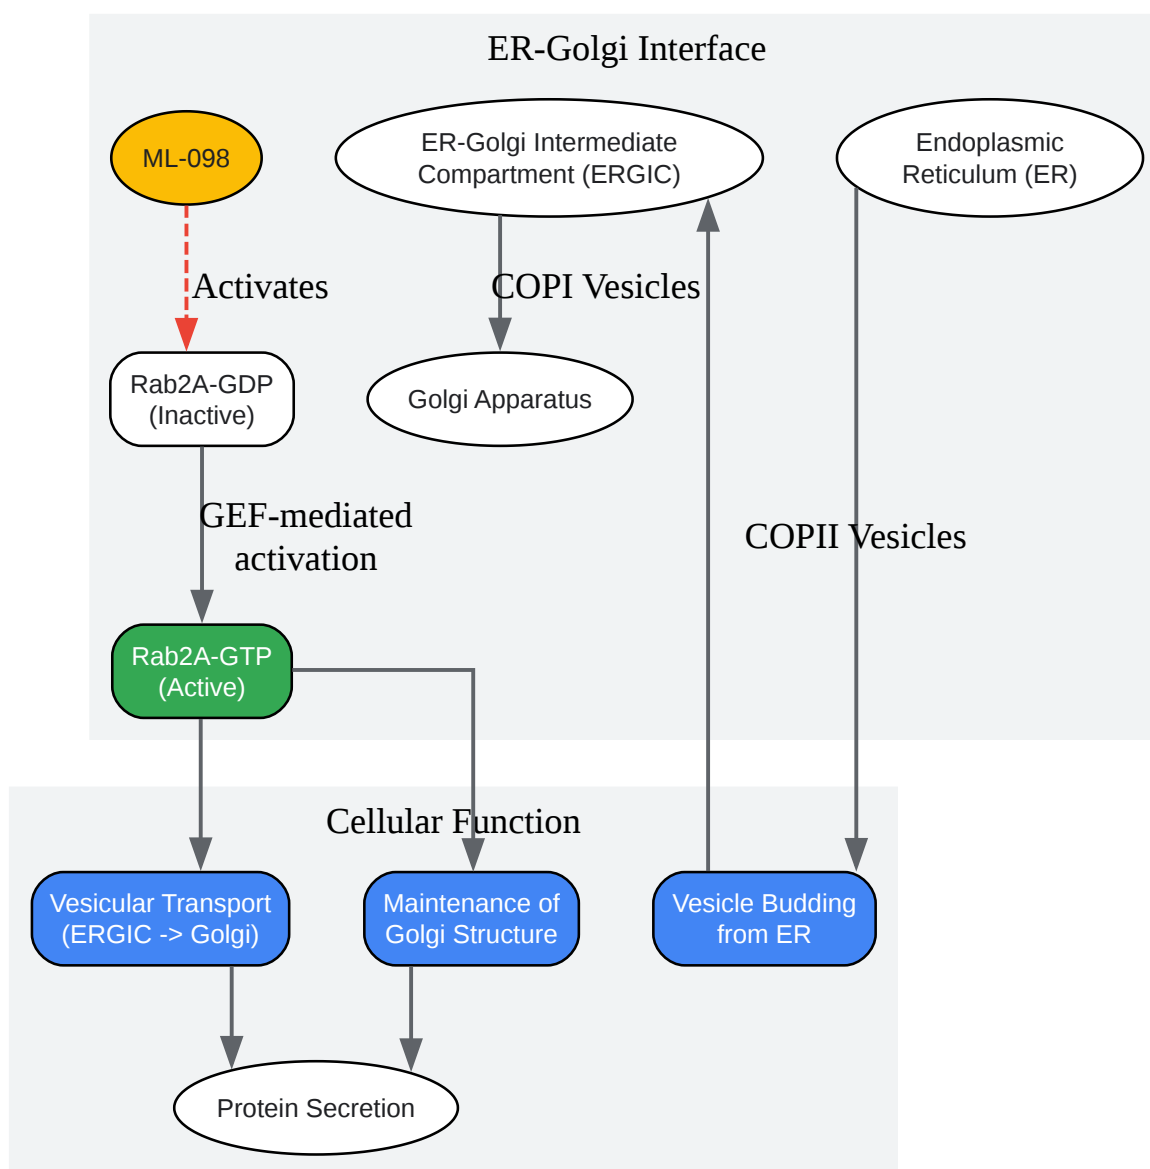 ER-Golgi Interface
ML-098
ER-Golgi Intermediate
Compartment (ERGIC)
Endoplasmic
Reticulum (ER)
Activates
COPI Vesicles
Rab2A-GDP
(Inactive)
Golgi Apparatus
GEF-mediated
activation
COPII Vesicles
Rab2A-GTP
(Active)
Cellular Function
Vesicular Transport
(ERGIC -> Golgi)
Maintenance of
Golgi Structure
Vesicle Budding
from ER
Protein Secretion